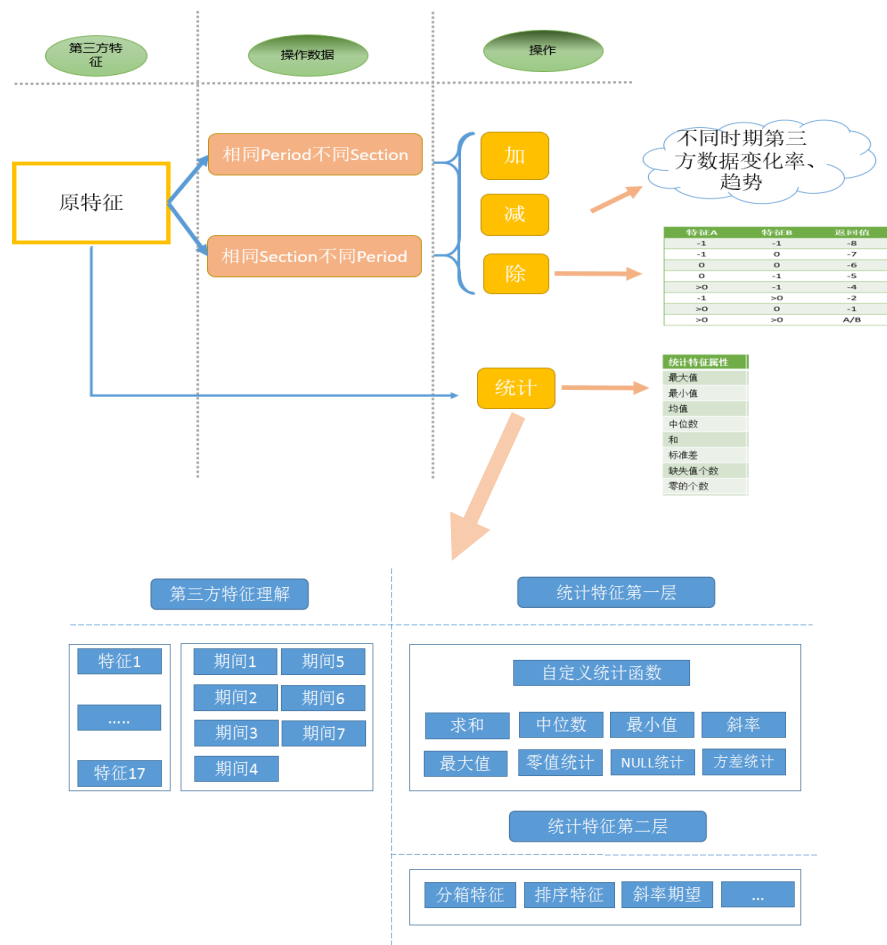 第三方特
征
操作数据
操作
相同Period不同Section
原特征
相同Section不同Period
加
减
除
统计
不同时期第三
方数据变化率、
趋势
特征A 特征B 返回值
-1 -1 -8
-1 0 -7
0 0 -6
0 -1 -5
>0 -1 -4
-1 >0 -2
>0 0 -1
>0 >0 A/B
统计特征属性
最大值
最小值
均值
中位数
和
标准差
缺失值个数
零的个数
第三方特征理解
特征1
.....
特征17
期间1 期间5
期间2 期间6
期间3 期间7
期间4
统计特征第一层
自定义统计函数
求和 中位数 最小值 斜率
最大值 零值统计 NULL统计 方差统计
统计特征第二层
分箱特征 排序特征 斜率期望 ...